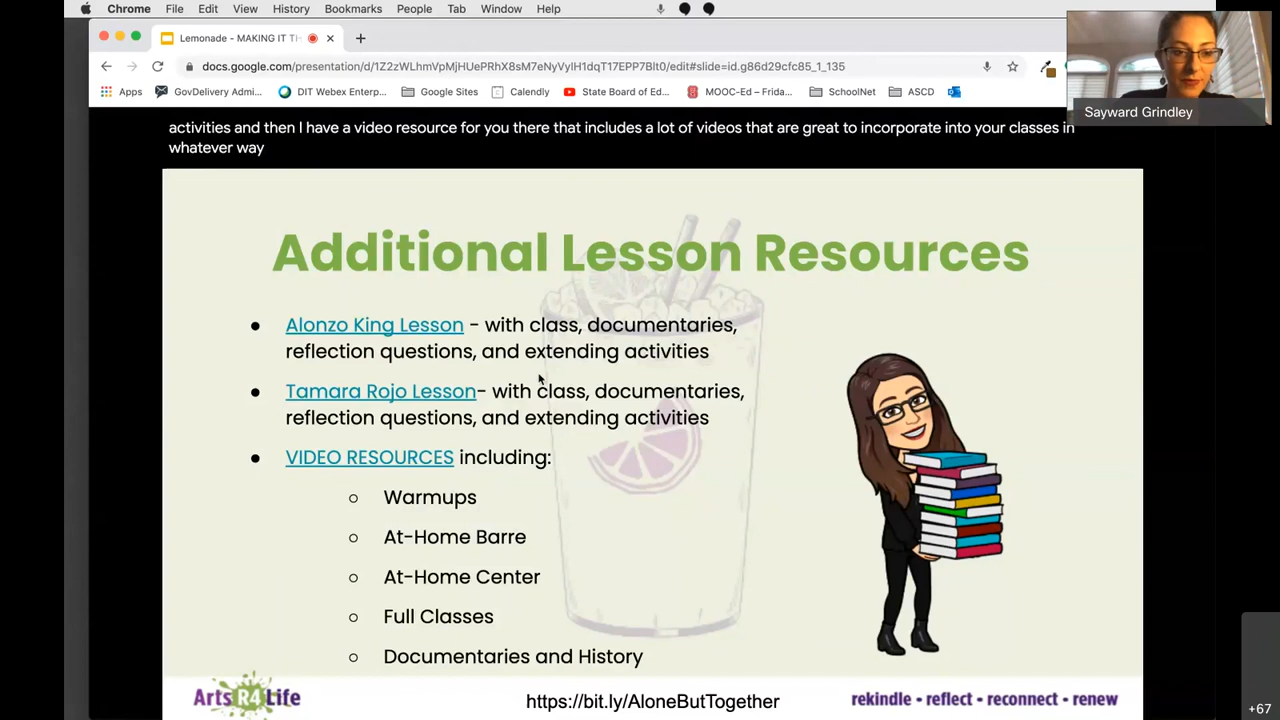 Chrome File Edit View History Bookmarks People Tab Window Help
Lemonade - MAKING IT T
docs.google.com/presentation/d/1Z2zWLhmVpMjHUePRhXSsM7eNyVylH1dqT17EPP7Blt0/edit#slide=id.g86d29cfc85_1_135
Apps GovDelivery Admi... DIT Webex Enterp... Google Sites Calendly State Board of Ed... MOOC-Ed – Frida... SchoolNet ASCD
Sayward Grindley
activities and then I have a video resource for you there that includes a lot of videos that are great to incorporate into your classes in
whatever way
Additional Lesson Resources
● Alonzo King Lesson - with class, documentaries,
reflection questions, and extending activities
● Tamara Rojo Lesson- with class, documentaries,
reflection questions, and extending activities
● VIDEO RESOURCES including:
○ Warmups
○ At-Home Barre
○ At-Home Center
○ Full Classes
○ Documentaries and History
Arts R4 Life
https://bit.ly/AloneButTogether
rekindle • reflect • reconnect • renew
+67